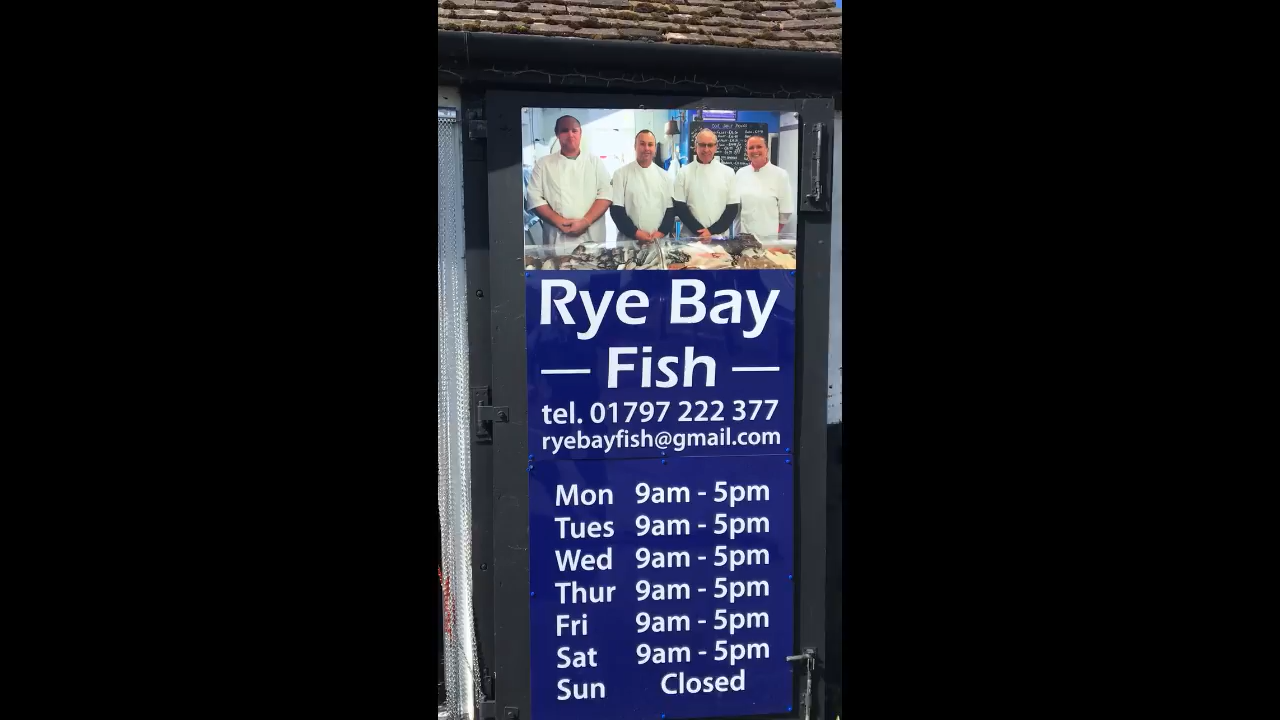 Rye Bay
— Fish —
tel. 01797 222 377
ryebayfish@gmail.com
Mon 9am - 5pm
Tues 9am - 5pm
Wed 9am - 5pm
Thur 9am - 5pm
Fri 9am - 5pm
Sat 9am - 5pm
Sun Closed